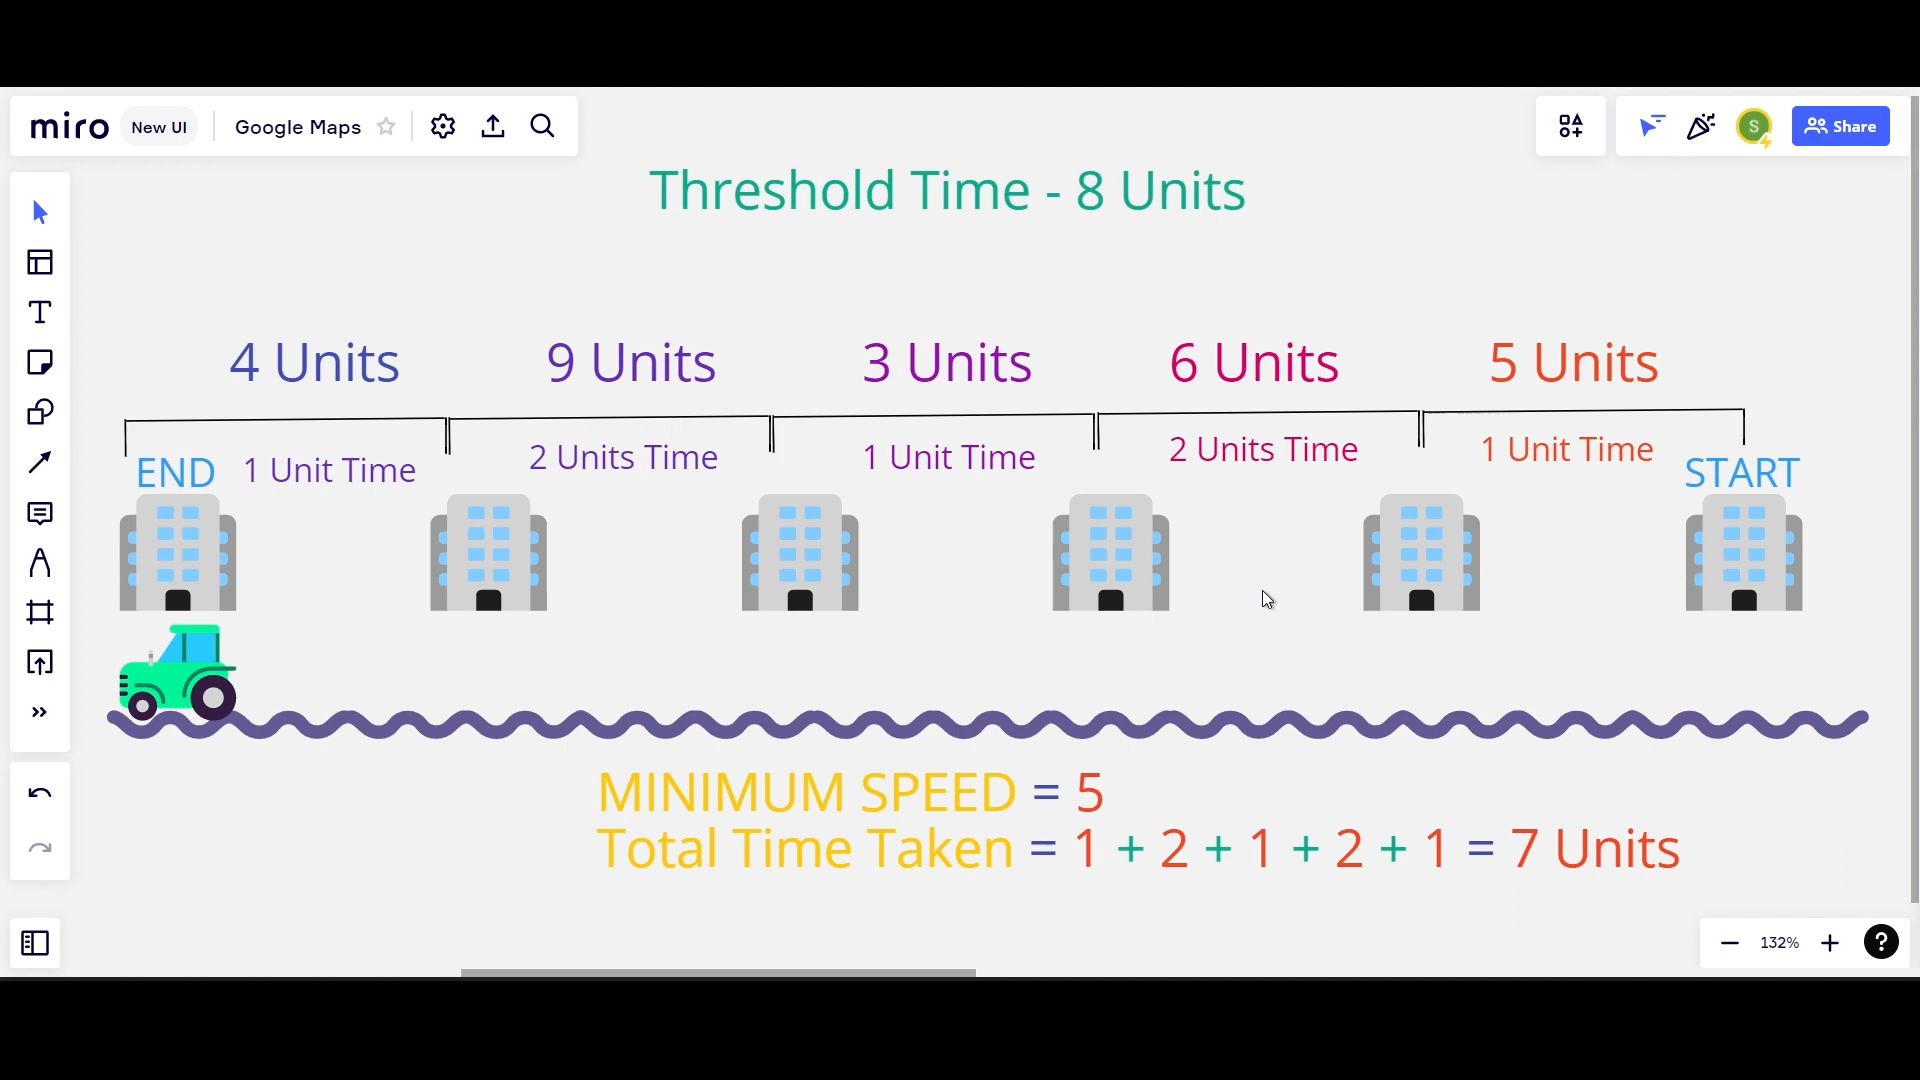 miro New UI Google Maps
S Share
Threshold Time - 8 Units
4 Units 9 Units 3 Units 6 Units 5 Units
END 1 Unit Time 2 Units Time 1 Unit Time 2 Units Time 1 Unit Time START
MINIMUM SPEED = 5
Total Time Taken = 1 + 2 + 1 + 2 + 1 = 7 Units
132% ?